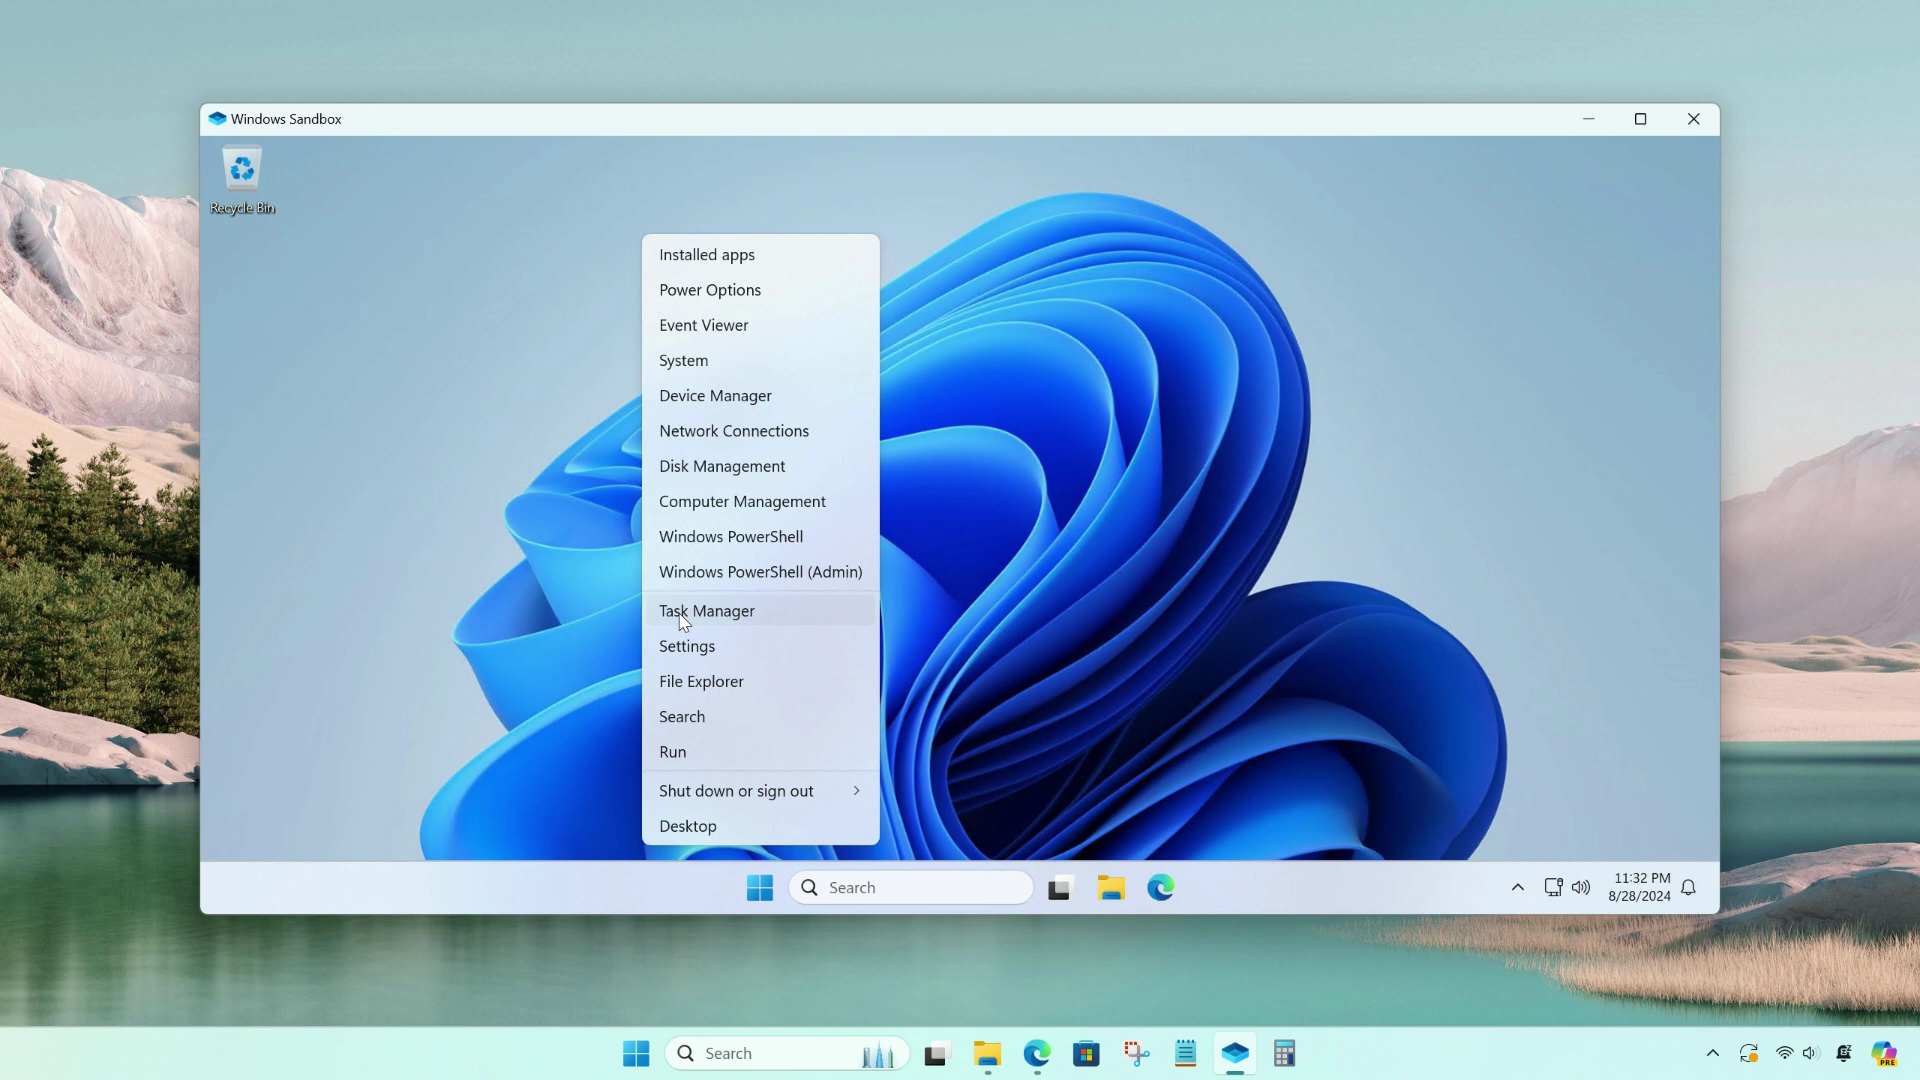 Windows Sandbox
Recycle Bin
Installed apps
Power Options
Event Viewer
System
Device Manager
Network Connections
Disk Management
Computer Management
Windows PowerShell
Windows PowerShell (Admin)
Task Manager
Settings
File Explorer
Search
Run
Shut down or sign out
Desktop
Search
11:32 PM
8/28/2024
Search
PRE